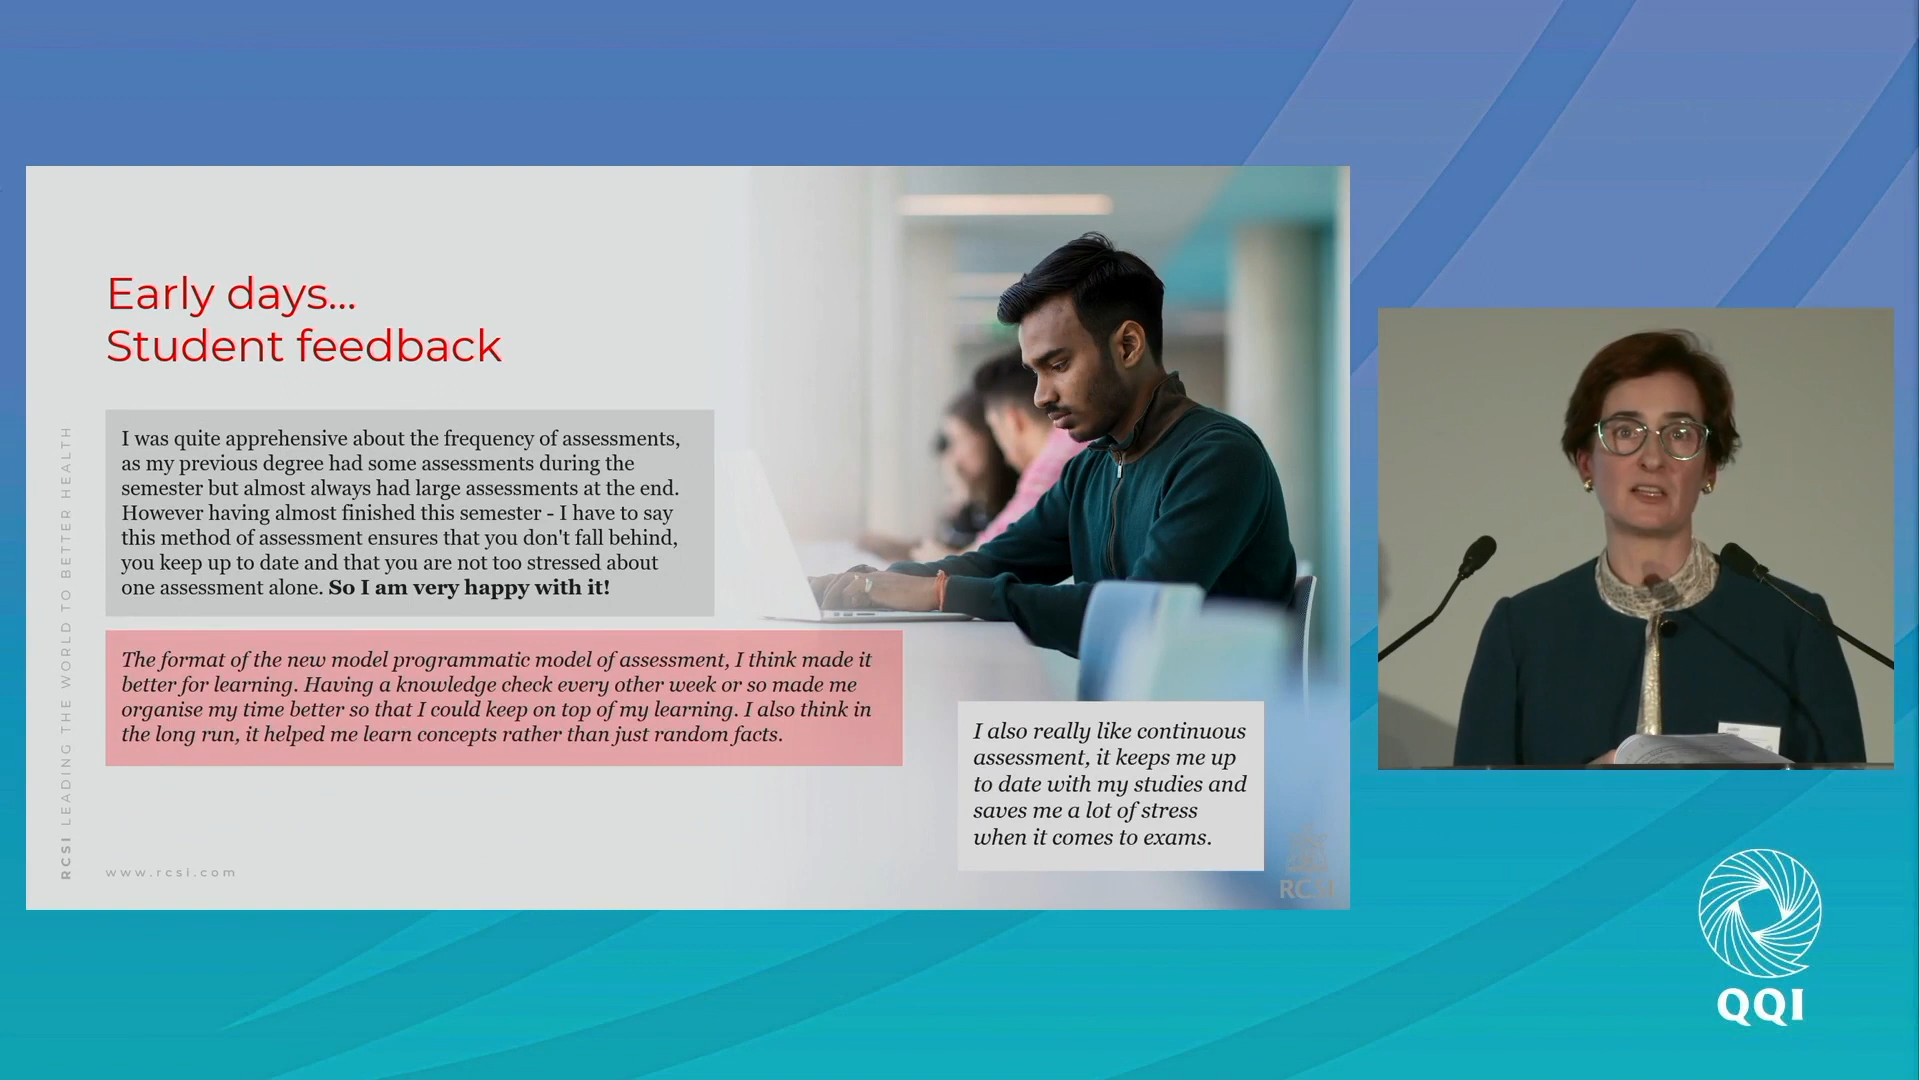 Early days...
Student feedback
I was quite apprehensive about the frequency of assessments,
as my previous degree had some assessments during the
semester but almost always had large assessments at the end.
However having almost finished this semester - I have to say
this method of assessment ensures that you don't fall behind,
you keep up to date and that you are not too stressed about
one assessment alone. So I am very happy with it!
The format of the new model programmatic model of assessment, I think made it
better for learning. Having a knowledge check every other week or so made me
organise my time better so that I could keep on top of my learning. I also think in
the long run, it helped me learn concepts rather than just random facts.
I also really like continuous
assessment, it keeps me up
to date with my studies and
saves me a lot of stress
when it comes to exams.
RCSI LEADING THE WORLD TO BETTER HEALTH
www.rcsi.com
RCSI
QQI